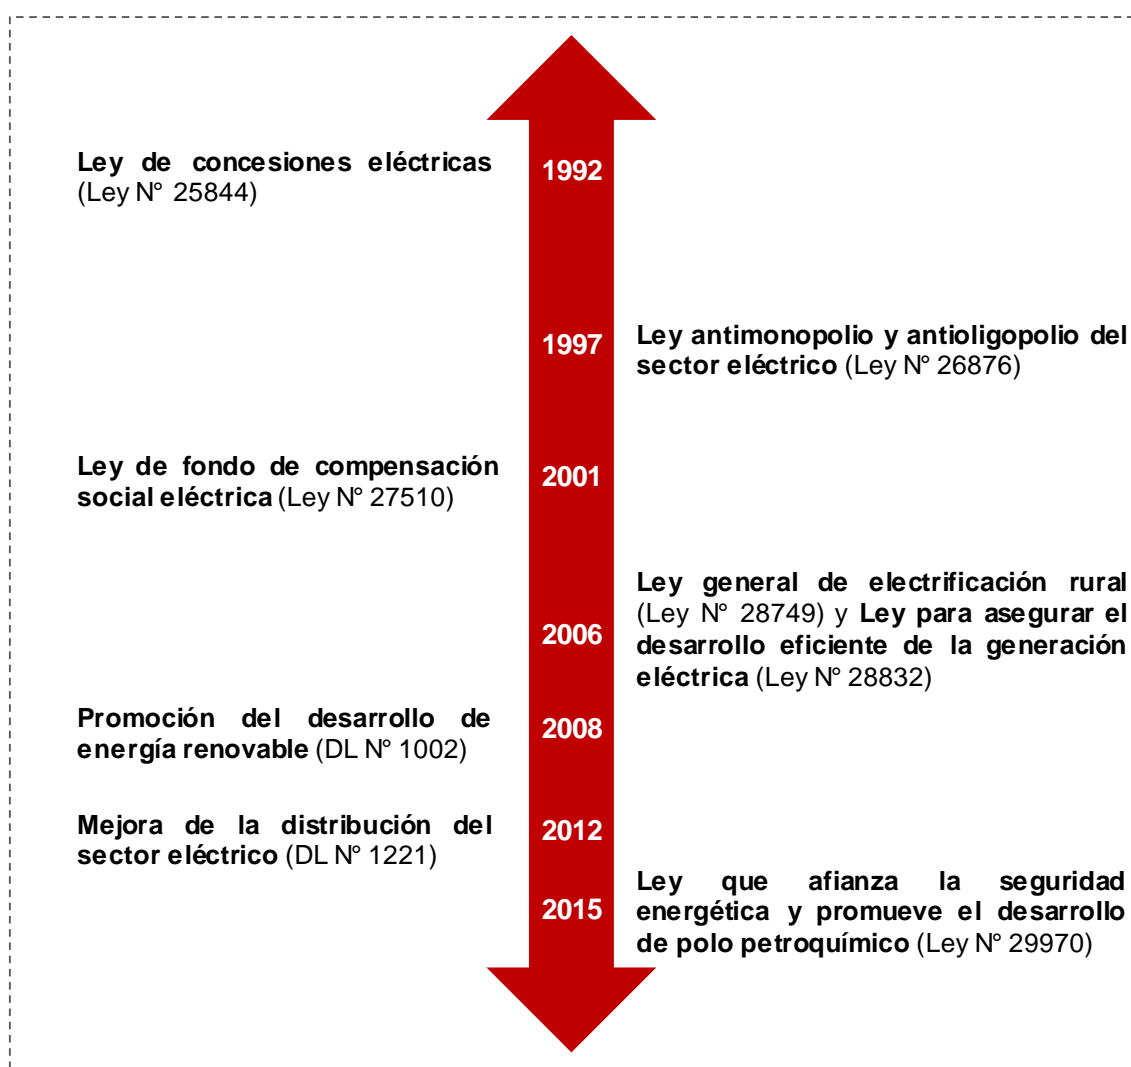 Ley de concesiones eléctricas
(Ley N° 25844)
1992
1997
Ley antimonopolio y antioligopolio del
sector eléctrico (Ley N° 26876)
Ley de fondo de compensación
social eléctrica (Ley N° 27510)
2001
2006
Ley general de electrificación rural
(Ley N° 28749) y Ley para asegurar el
desarrollo eficiente de la generación
eléctrica (Ley N° 28832)
Promoción del desarrollo de
energía renovable (DL N° 1002)
2008
Mejora de la distribución del
sector eléctrico (DL N° 1221)
2012
2015
Ley que afianza la seguridad
energética y promueve el desarrollo
de polo petroquímico (Ley N° 29970)